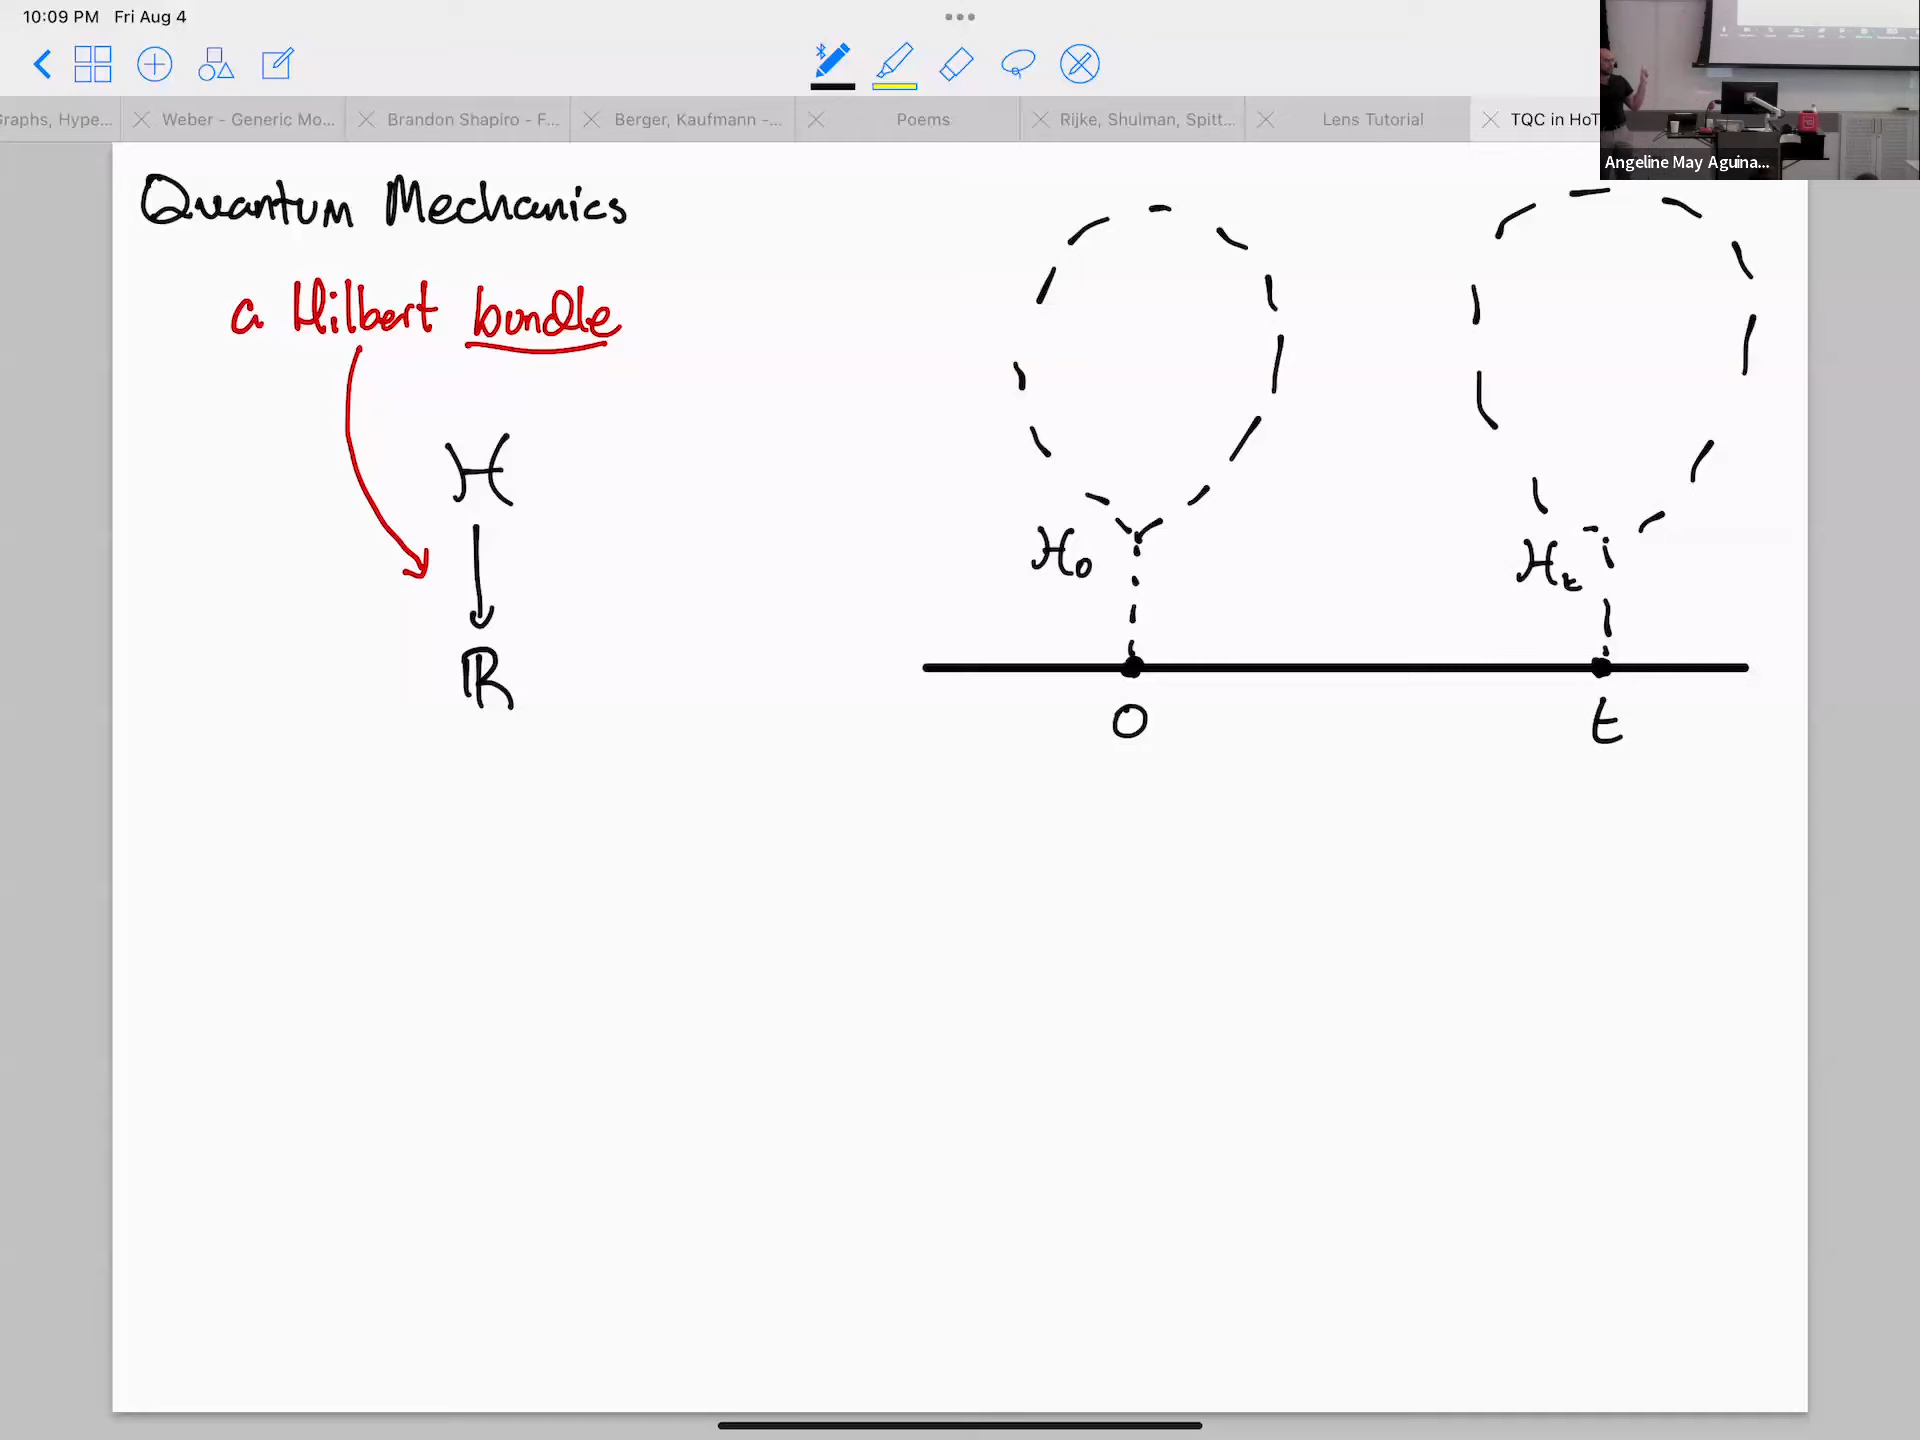 10:09 PM Fri Aug 4
Graphs, Hype...
Weber - Generic Mo...
Brandon Shapiro - F...
Berger, Kaufmann -...
Poems
Rijke, Shulman, Spitt...
Lens Tutorial
TQC in HoT
Angeline May Aguina...
Quantum Mechanics
a Hilbert bundle
H
ℝ
H₀
Hₜ
0
t